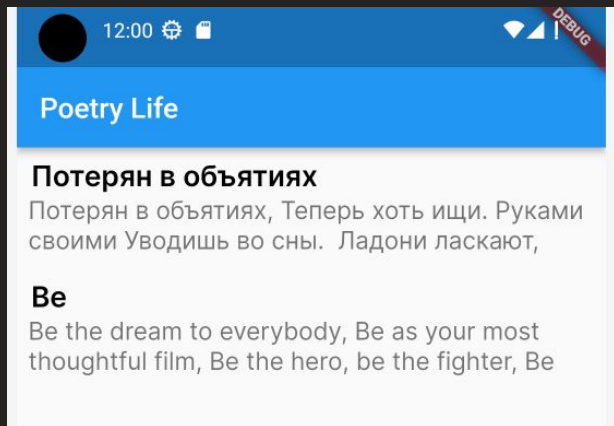 12:00
DEBUG
Poetry Life
Потерян в объятиях
Потерян в объятиях, Теперь хоть ищи. Руками
своими Уводишь во сны.  Ладони ласкают,
Be
Be the dream to everybody, Be as your most
thoughtful film, Be the hero, be the fighter, Be